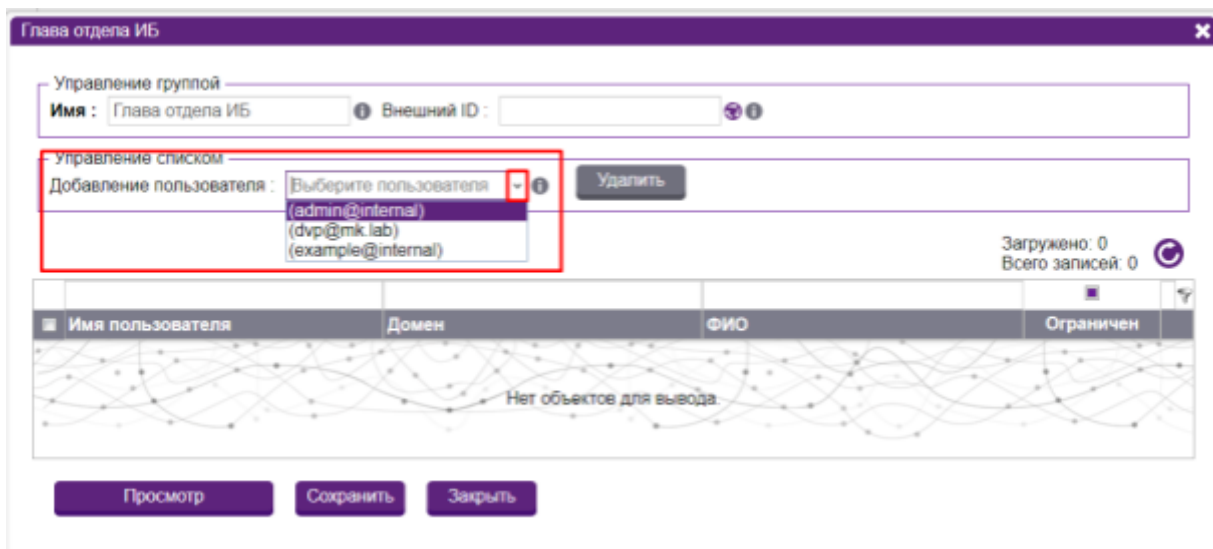 Глава отдела ИБ
Управление группой
Имя : Глава отдела ИБ Внешний ID :
Управление списком
Добавление пользователя : Выберите пользователя Удалить
(admin@internal)
(dvp@mk.lab)
(example@internal)
Загружено: 0
Всего записей: 0
Имя пользователя Домен ФИО Ограничен
Нет объектов для вывода.
Просмотр Сохранить Закрыть